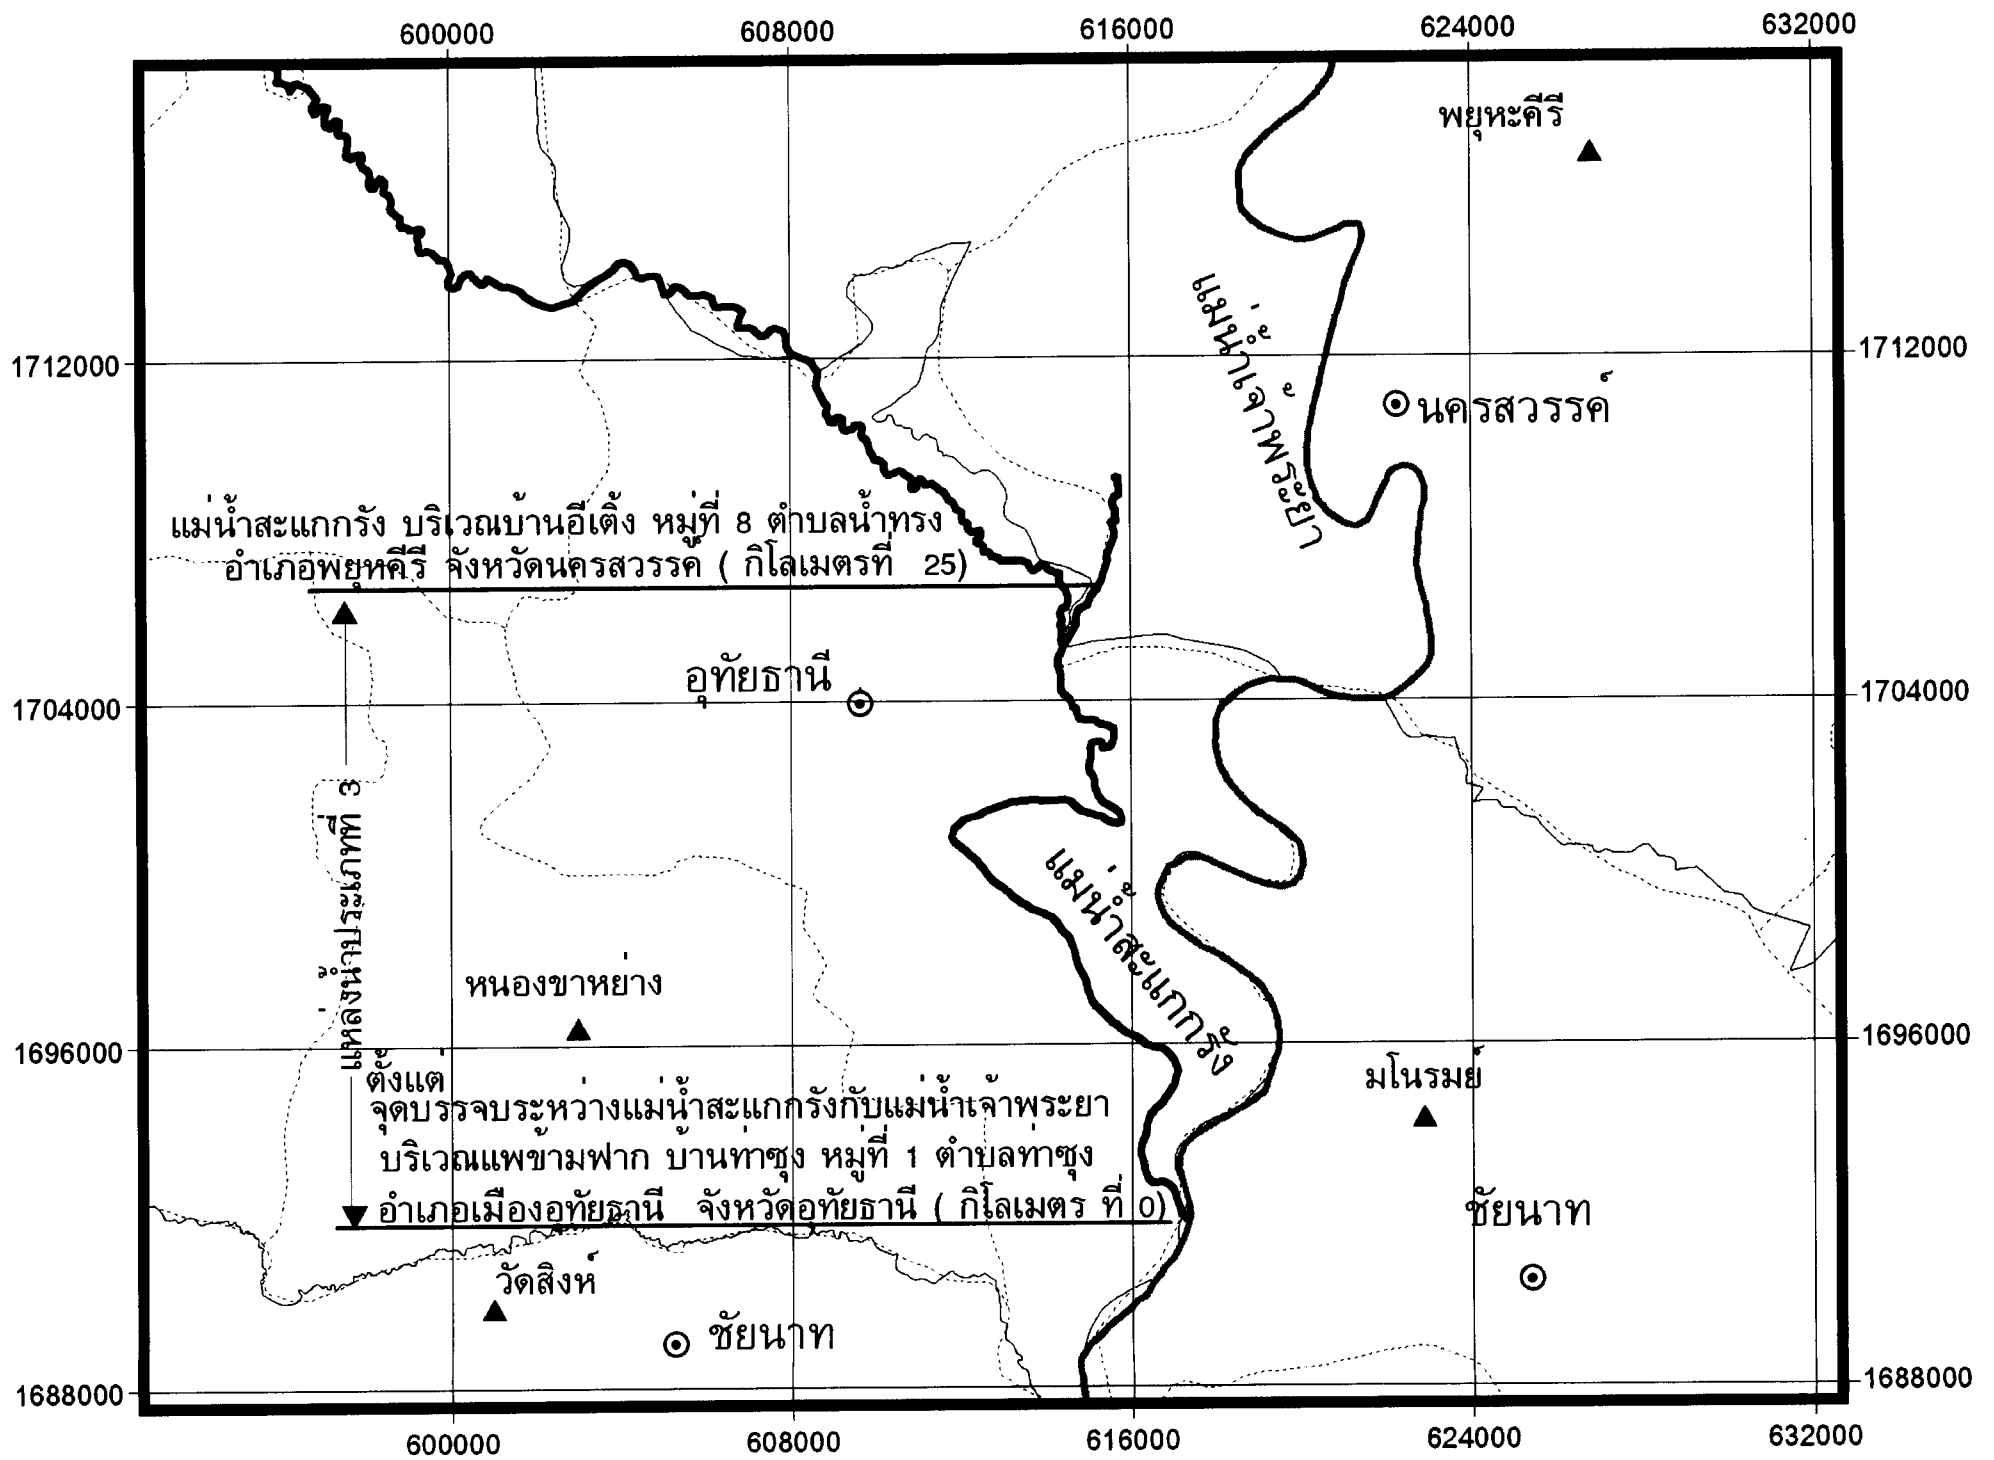 600000 608000 616000 624000 632000
พยุหะคีรี
แม่น้ำเจ้าพระยา
1712000 1712000
นครสวรรค์
แม่น้ำสะแกกรัง บริเวณบ้านอีเติ้ง หมู่ที่ 8 ตำบลน้ำทรง
อำเภอพยุหคีรี จังหวัดนครสวรรค์ ( กิโลเมตรที่ 25)
อุทัยธานี
1704000 1704000
แหล่งน้ำประเภทที่ 3
แม่น้ำสะแกกรัง
หนองขาหย่าง
1696000 1696000
มโนรมย์
ตั้งแต่
จุดบรรจบระหว่างแม่น้ำสะแกกรังกับแม่น้ำเจ้าพระยา
บริเวณแพข้ามฟาก บ้านท่าซุง หมู่ที่ 1 ตำบลท่าซุง
อำเภอเมืองอุทัยธานี จังหวัดอุทัยธานี ( กิโลเมตร ที่ 0)
ชัยนาท
วัดสิงห์
ชัยนาท
1688000 1688000
600000 608000 616000 624000 632000